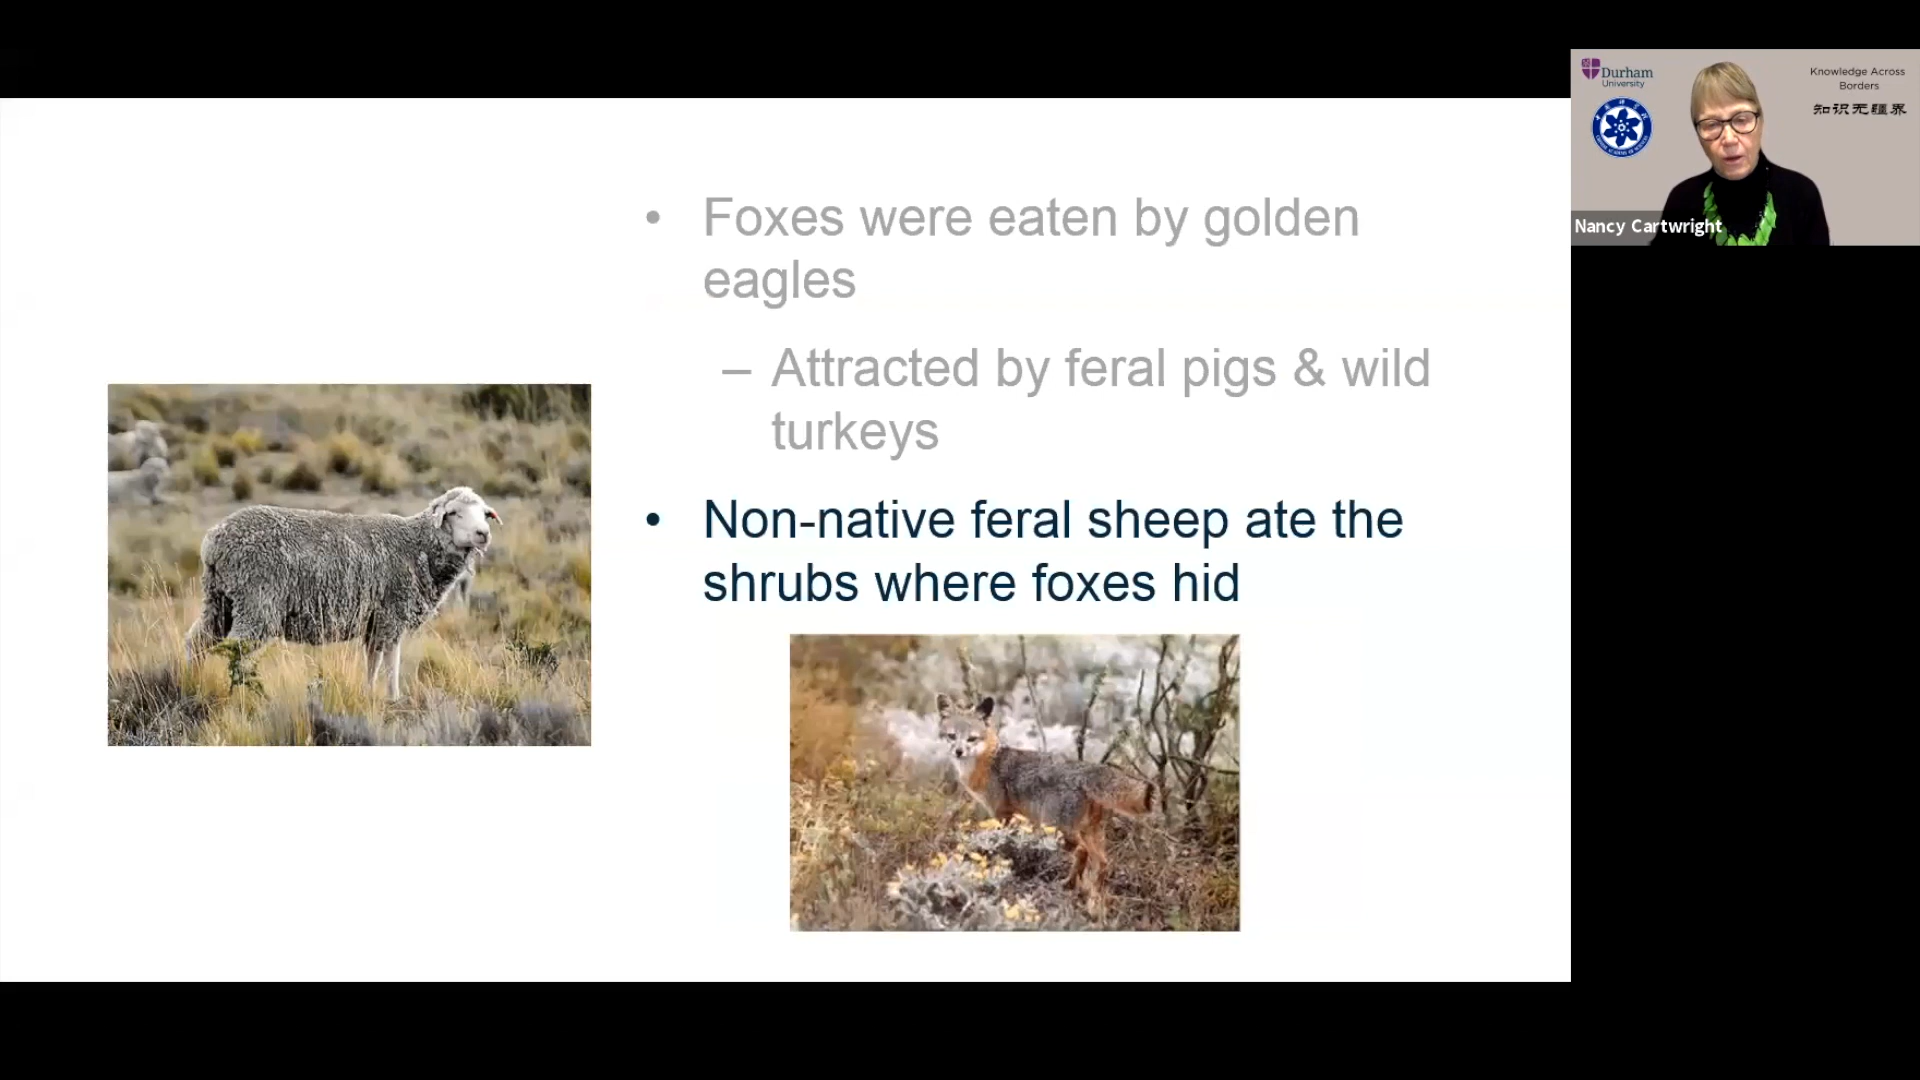 • Foxes were eaten by golden
eagles
– Attracted by feral pigs & wild
turkeys
• Non-native feral sheep ate the
shrubs where foxes hid
Durham
University
Knowledge Across
Borders
知识无疆界
Nancy Cartwright